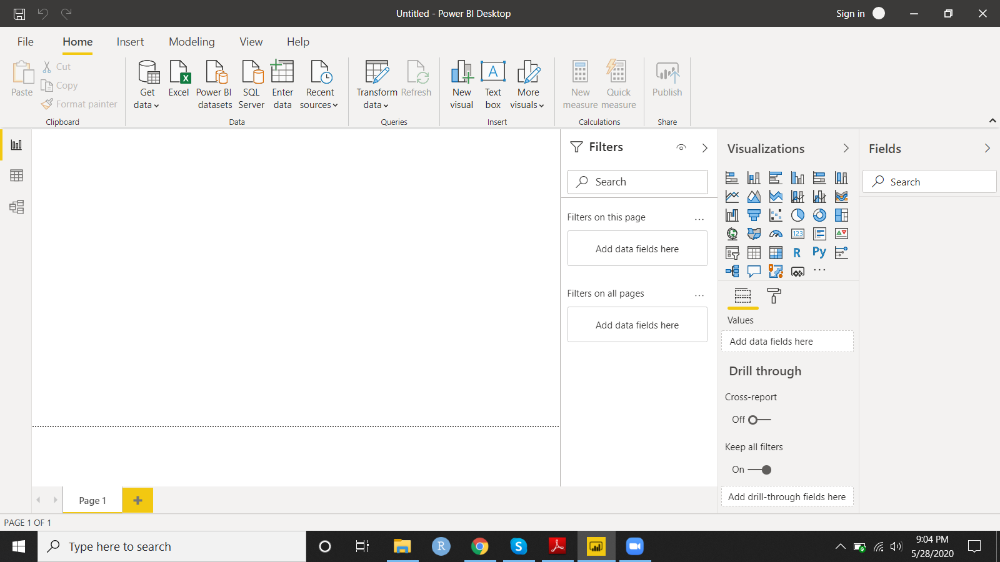 Untitled - Power BI Desktop
Sign in
File
Home
Insert
Modeling
View
Help
Paste
Cut
Copy
Format painter
Clipboard
Get
data
Excel
Power BI
datasets
SQL
Server
Enter
data
Recent
sources
Data
Transform
data
Refresh
Queries
New
visual
A
Text
box
More
visuals
Insert
New
measure
Quick
measure
Calculations
Publish
Share
Filters
Search
Filters on this page
...
Add data fields here
Filters on all pages
...
Add data fields here
Visualizations
123
R
Py
...
Values
Add data fields here
Drill through
Cross-report
Off
Keep all filters
On
Add drill-through fields here
Fields
Search
Page 1
PAGE 1 OF 1
Type here to search
R
S
9:04 PM
5/28/2020